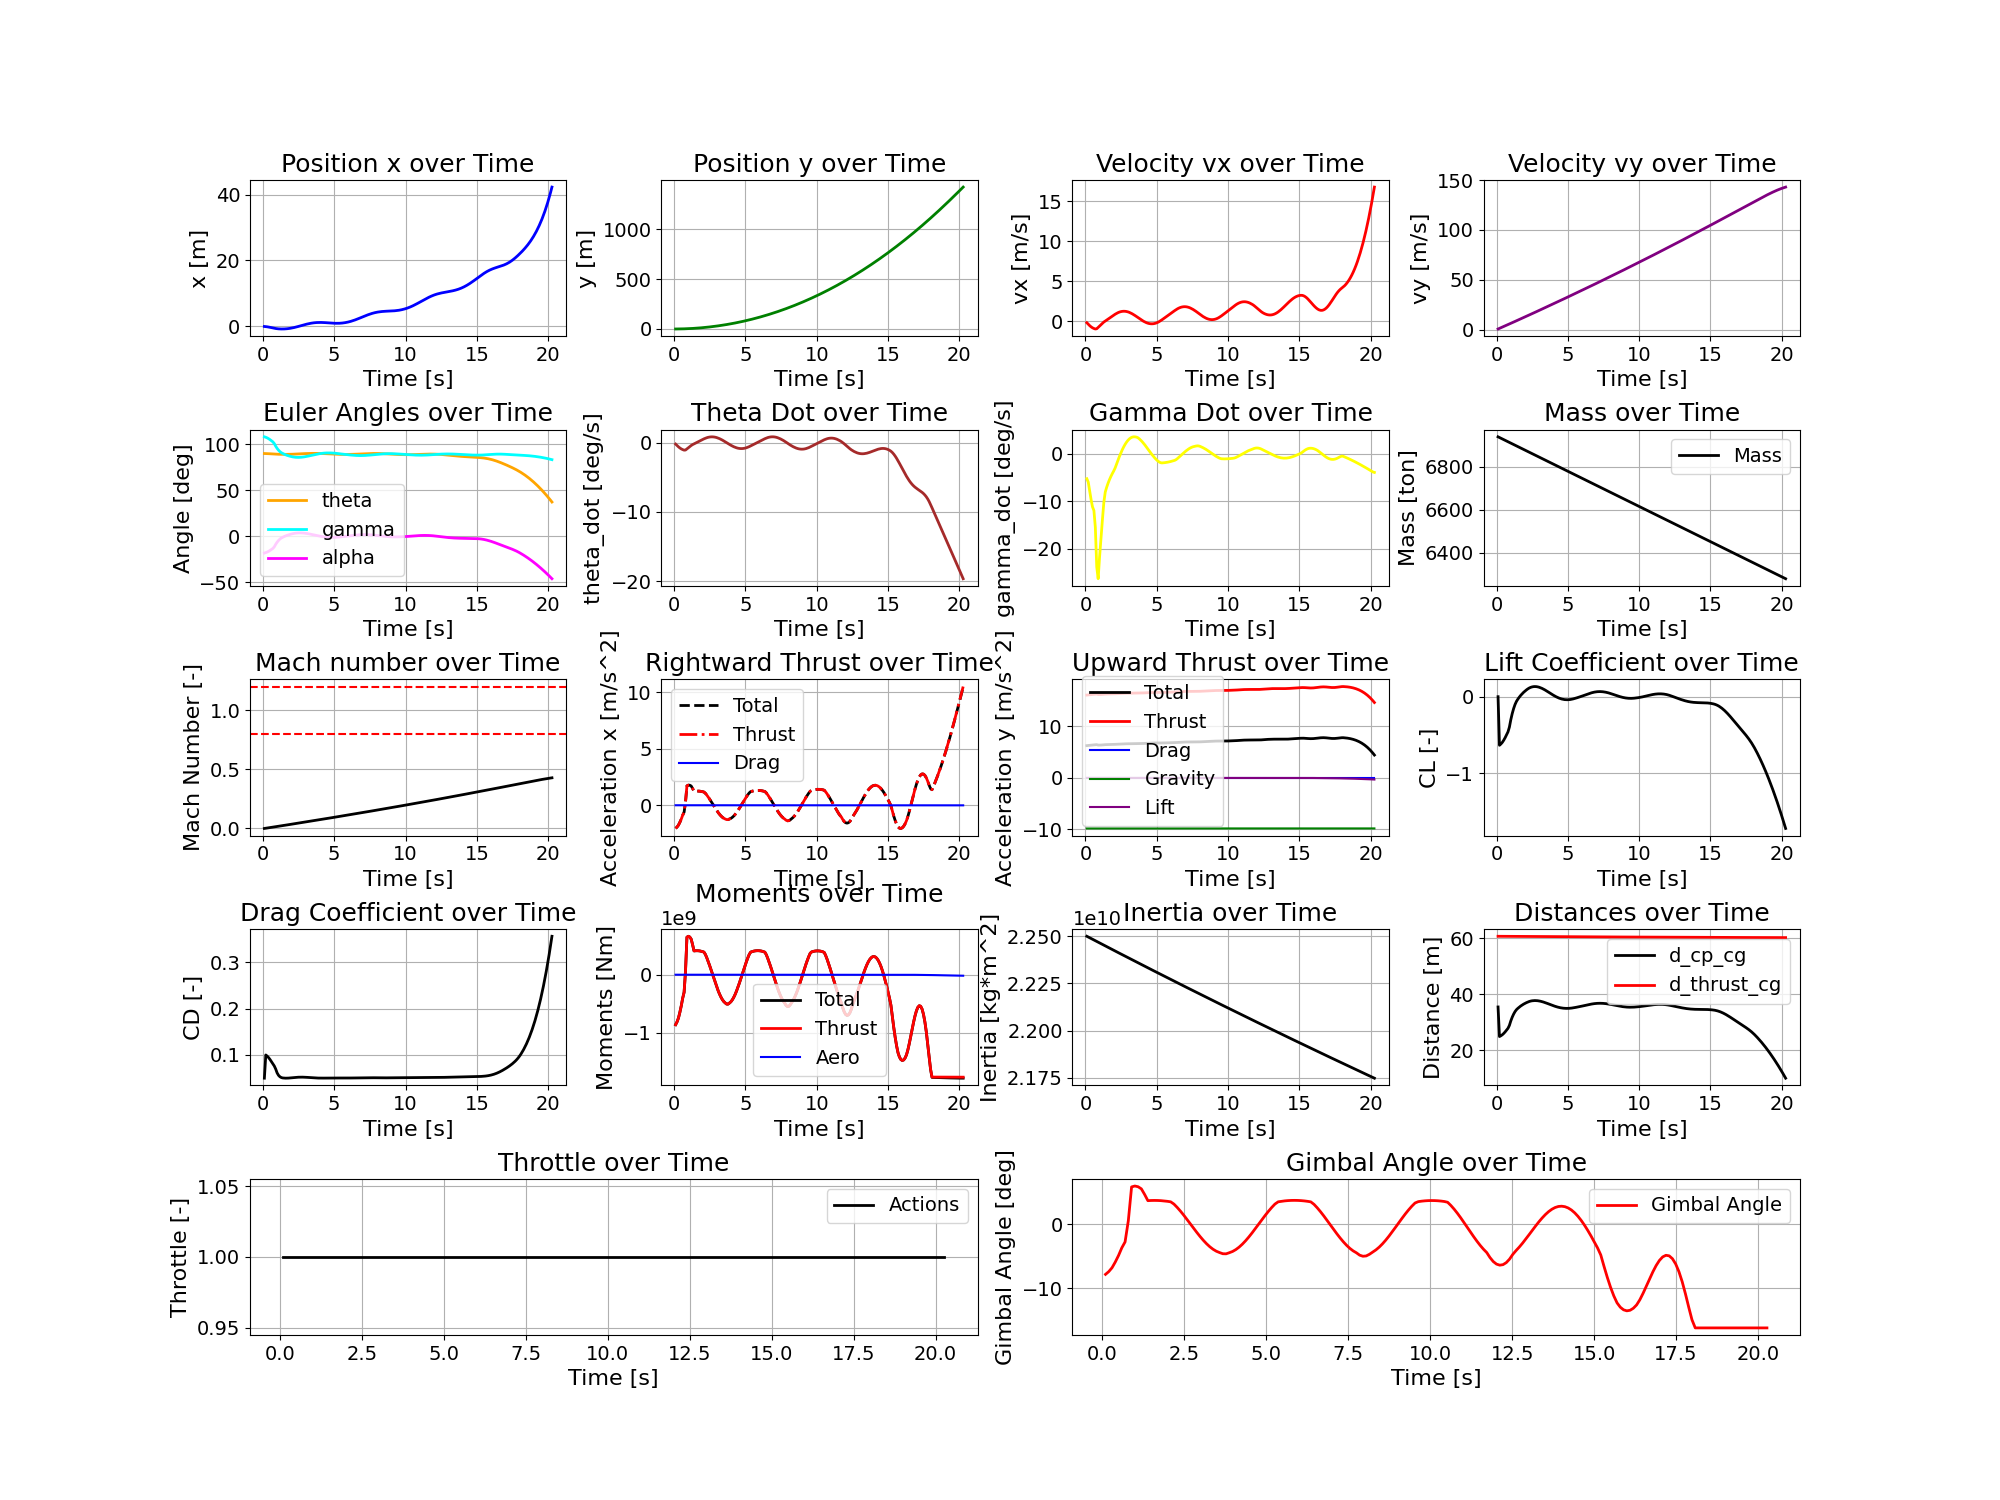 Position x over Time
x [m]
40
20
0
0 5 10 15 20
Time [s]
Position y over Time
y [m]
1000
500
0
0 5 10 15 20
Time [s]
Velocity vx over Time
vx [m/s]
15
10
5
0
0 5 10 15 20
Time [s]
Velocity vy over Time
vy [m/s]
150
100
50
0
0 5 10 15 20
Time [s]
Euler Angles over Time
Angle [deg]
100
50
0
−50
theta
gamma
alpha
0 5 10 15 20
Time [s]
Theta Dot over Time
theta_dot [deg/s]
0
−10
−20
0 5 10 15 20
Time [s]
Gamma Dot over Time
gamma_dot [deg/s]
0
−10
−20
0 5 10 15 20
Time [s]
Mass over Time
Mass [ton]
6800
6600
6400
Mass
0 5 10 15 20
Time [s]
Mach number over Time
Mach Number [-]
1.0
0.5
0.0
0 5 10 15 20
Time [s]
Rightward Thrust over Time
Acceleration x [m/s^2]
10
5
0
Total
Thrust
Drag
0 5 10 15 20
Time [s]
Upward Thrust over Time
Acceleration y [m/s^2]
10
0
−10
Total
Thrust
Drag
Gravity
Lift
0 5 10 15 20
Time [s]
Lift Coefficient over Time
CL [-]
0
−1
0 5 10 15 20
Time [s]
Drag Coefficient over Time
CD [-]
0.3
0.2
0.1
0 5 10 15 20
Time [s]
Moments over Time
1e9
Moments [Nm]
0
−1
Total
Thrust
Aero
0 5 10 15 20
Time [s]
Inertia over Time
1e10
Inertia [kg*m^2]
2.250
2.225
2.200
2.175
0 5 10 15 20
Time [s]
Distances over Time
Distance [m]
60
40
20
d_cp_cg
d_thrust_cg
0 5 10 15 20
Time [s]
Throttle over Time
Throttle [-]
1.05
1.00
0.95
Actions
0.0 2.5 5.0 7.5 10.0 12.5 15.0 17.5 20.0
Time [s]
Gimbal Angle over Time
Gimbal Angle [deg]
0
−10
Gimbal Angle
0.0 2.5 5.0 7.5 10.0 12.5 15.0 17.5 20.0
Time [s]